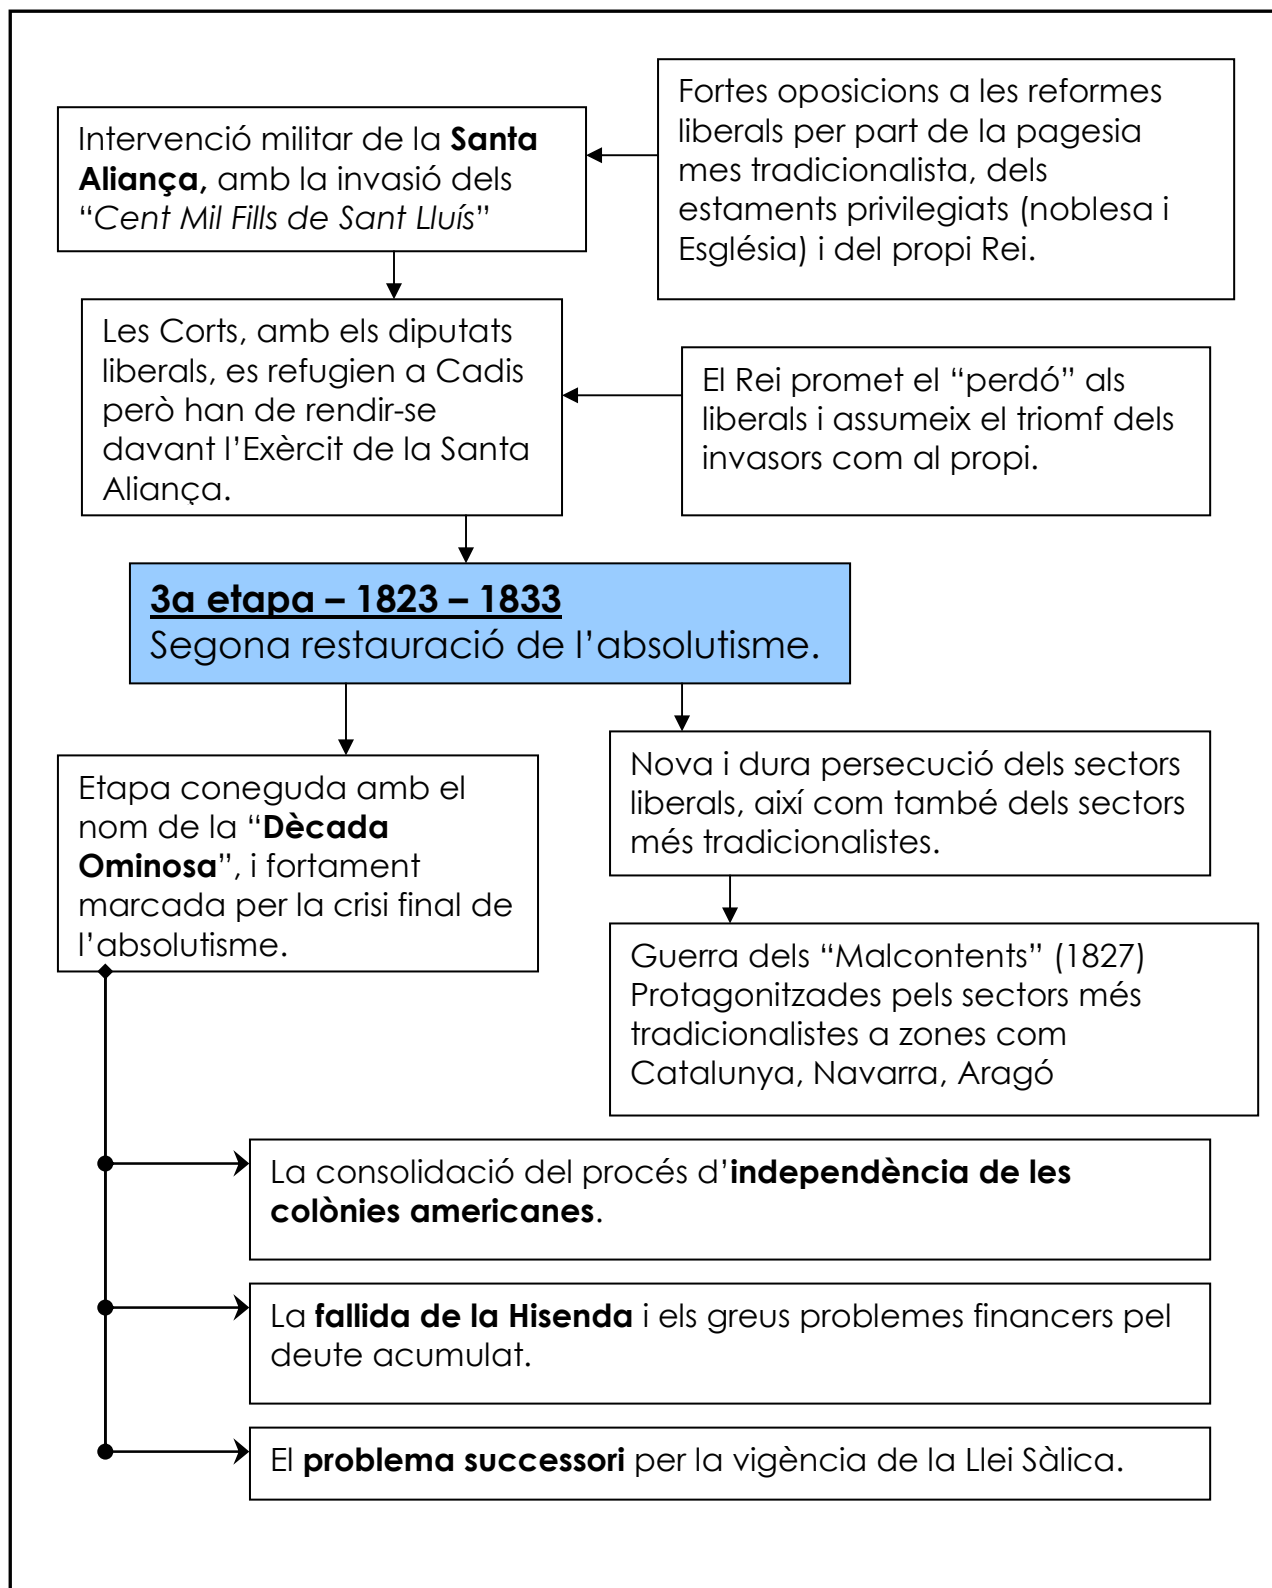 Fortes oposicions a les reformes
liberals per part de la pagesia
mes tradicionalista, dels
estaments privilegiats (noblesa i
Església) i del propi Rei.
Intervenció militar de la Santa
Aliança, amb la invasió dels
“Cent Mil Fills de Sant Lluís”
Les Corts, amb els diputats
liberals, es refugien a Cadis
però han de rendir-se
davant l’Exèrcit de la Santa
Aliança.
El Rei promet el “perdó” als
liberals i assumeix el triomf dels
invasors com al propi.
3a etapa – 1823 – 1833
Segona restauració de l’absolutisme.
Etapa coneguda amb el
nom de la “Dècada
Ominosa”, i fortament
marcada per la crisi final de
l’absolutisme.
Nova i dura persecució dels sectors
liberals, així com també dels sectors
més tradicionalistes.
Guerra dels “Malcontents” (1827)
Protagonitzades pels sectors més
tradicionalistes a zones com
Catalunya, Navarra, Aragó
La consolidació del procés d’independència de les
colònies americanes.
La fallida de la Hisenda i els greus problemes financers pel
deute acumulat.
El problema successori per la vigència de la Llei Sàlica.